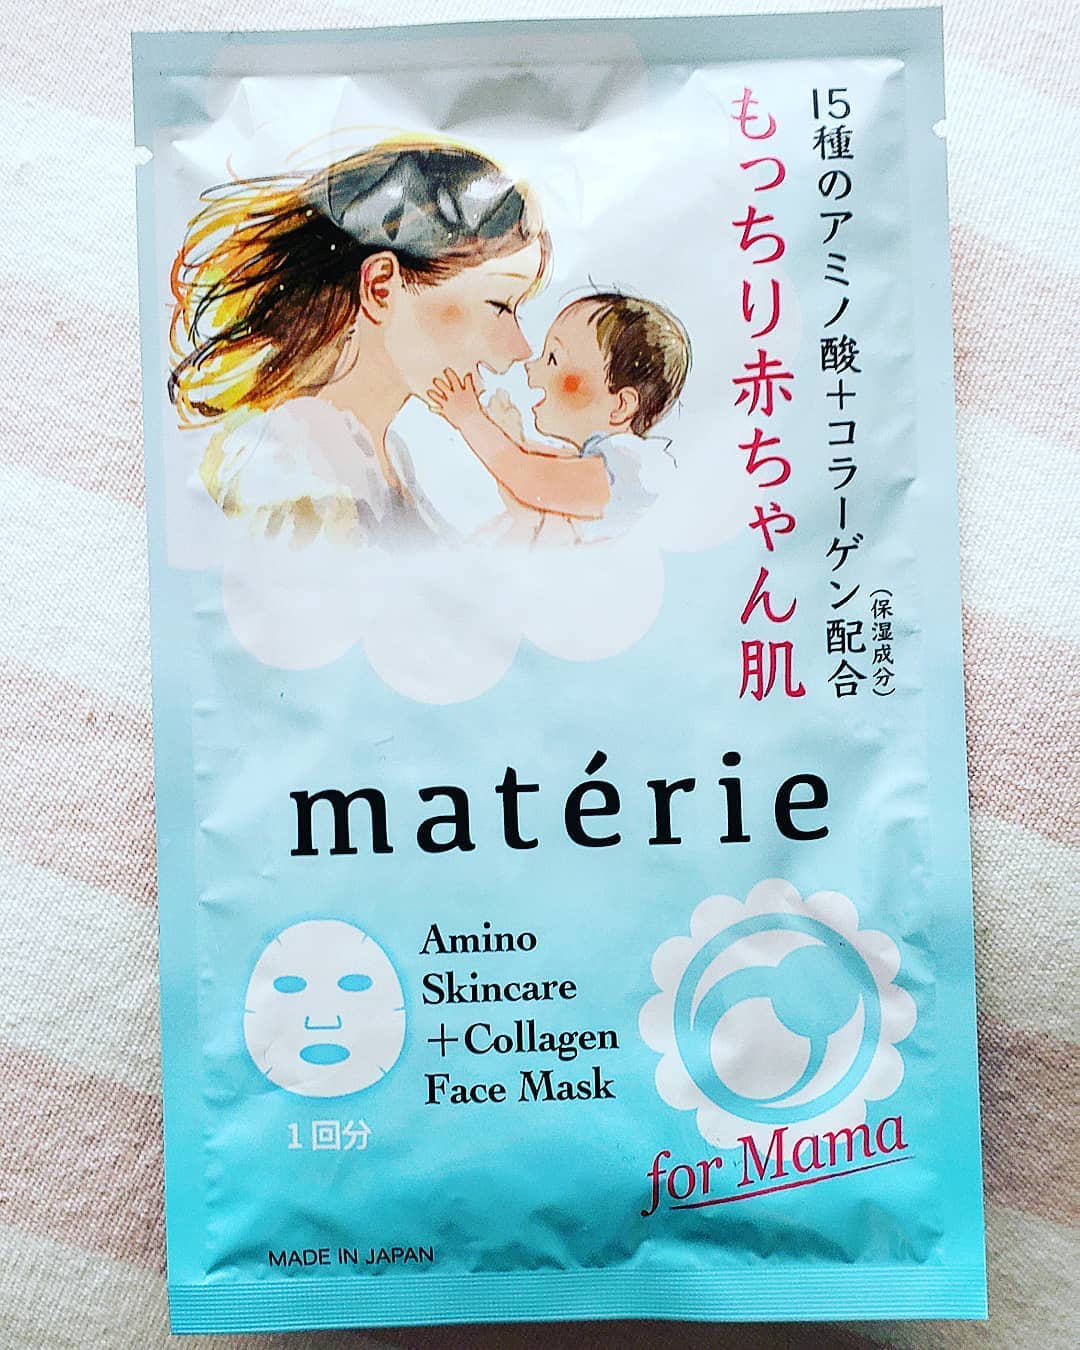 15種のアミノ酸＋コラーゲン配合
(保湿成分)
もっちり赤ちゃん肌
matérie
Amino
Skincare
+Collagen
Face Mask
1回分
for Mama
MADE IN JAPAN